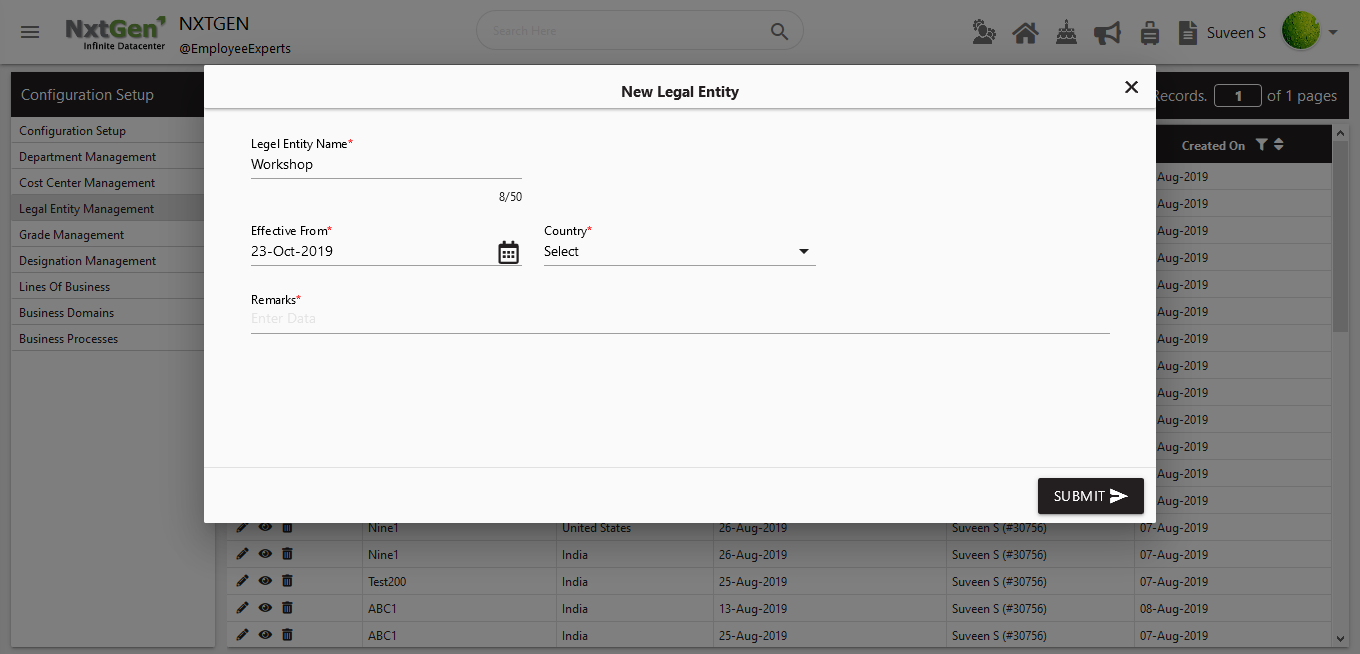 NxtGen
Infinite Datacenter
NXTGEN
@EmployeeExperts
Search Here
Suveen S
Configuration Setup
Records. 1 of 1 pages
Configuration Setup
Department Management
Cost Center Management
Legal Entity Management
Grade Management
Designation Management
Lines Of Business
Business Domains
Business Processes
New Legal Entity
Legel Entity Name*
Workshop
8/50
Effective From*
23-Oct-2019
Country*
Select
Remarks*
Enter Data
SUBMIT
Created On
Aug-2019
Aug-2019
Aug-2019
Aug-2019
Aug-2019
Aug-2019
Aug-2019
Aug-2019
Aug-2019
Aug-2019
Aug-2019
Aug-2019
Aug-2019
Nine1 United States 26-Aug-2019 Suveen S (#30756) 07-Aug-2019
Nine1 India 26-Aug-2019 Suveen S (#30756) 07-Aug-2019
Test200 India 25-Aug-2019 Suveen S (#30756) 07-Aug-2019
ABC1 India 13-Aug-2019 Suveen S (#30756) 08-Aug-2019
ABC1 India 25-Aug-2019 Suveen S (#30756) 07-Aug-2019